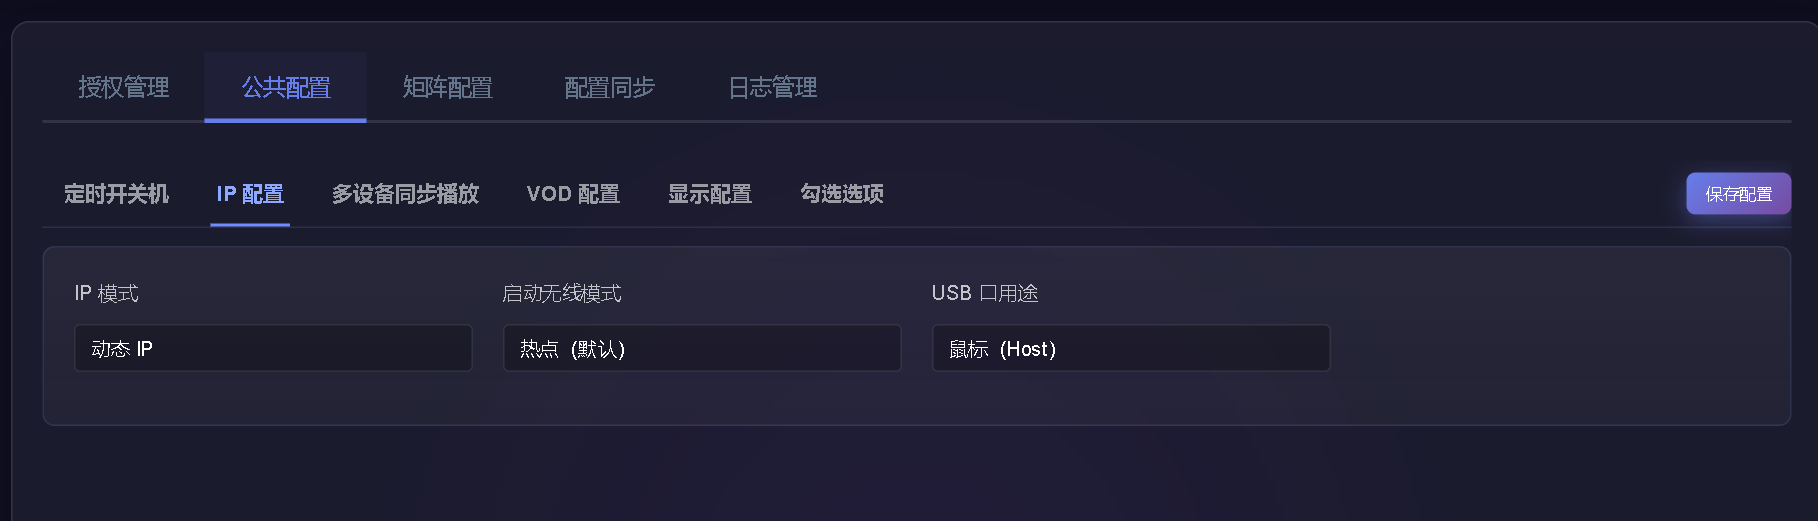 授权管理 公共配置 矩阵配置 配置同步 日志管理
定时开关机 IP 配置 多设备同步播放 VOD 配置 显示配置 勾选选项 保存配置
IP 模式 启动无线模式 USB 口用途
动态 IP 热点（默认） 鼠标（Host）